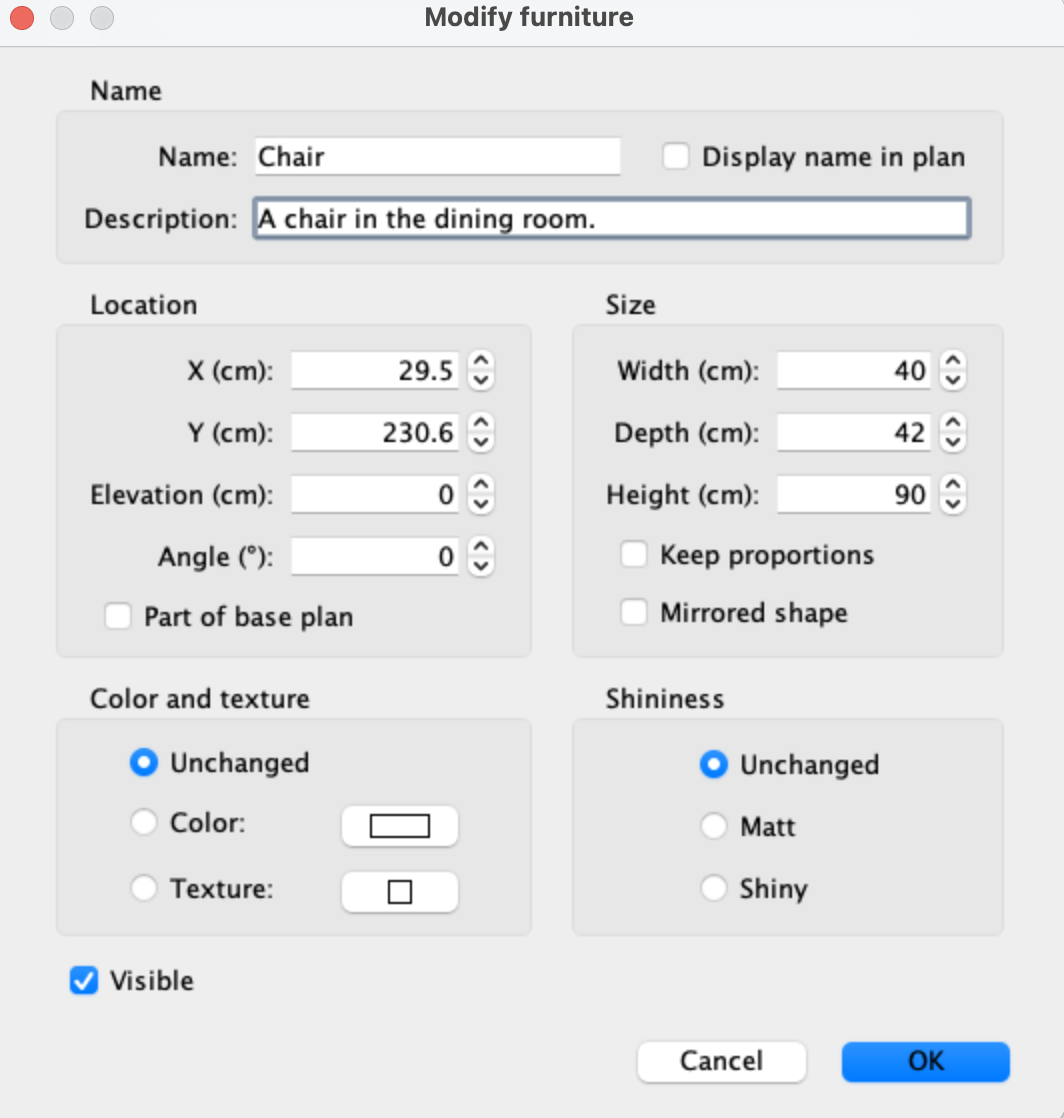 Modify furniture
Name
Name: Chair Display name in plan
Description: A chair in the dining room.
Location Size
X (cm): 29.5 Width (cm): 40
Y (cm): 230.6 Depth (cm): 42
Elevation (cm): 0 Height (cm): 90
Angle (°): 0 Keep proportions
Part of base plan Mirrored shape
Color and texture Shininess
Unchanged Unchanged
Color: Matt
Texture: Shiny
Visible
Cancel OK